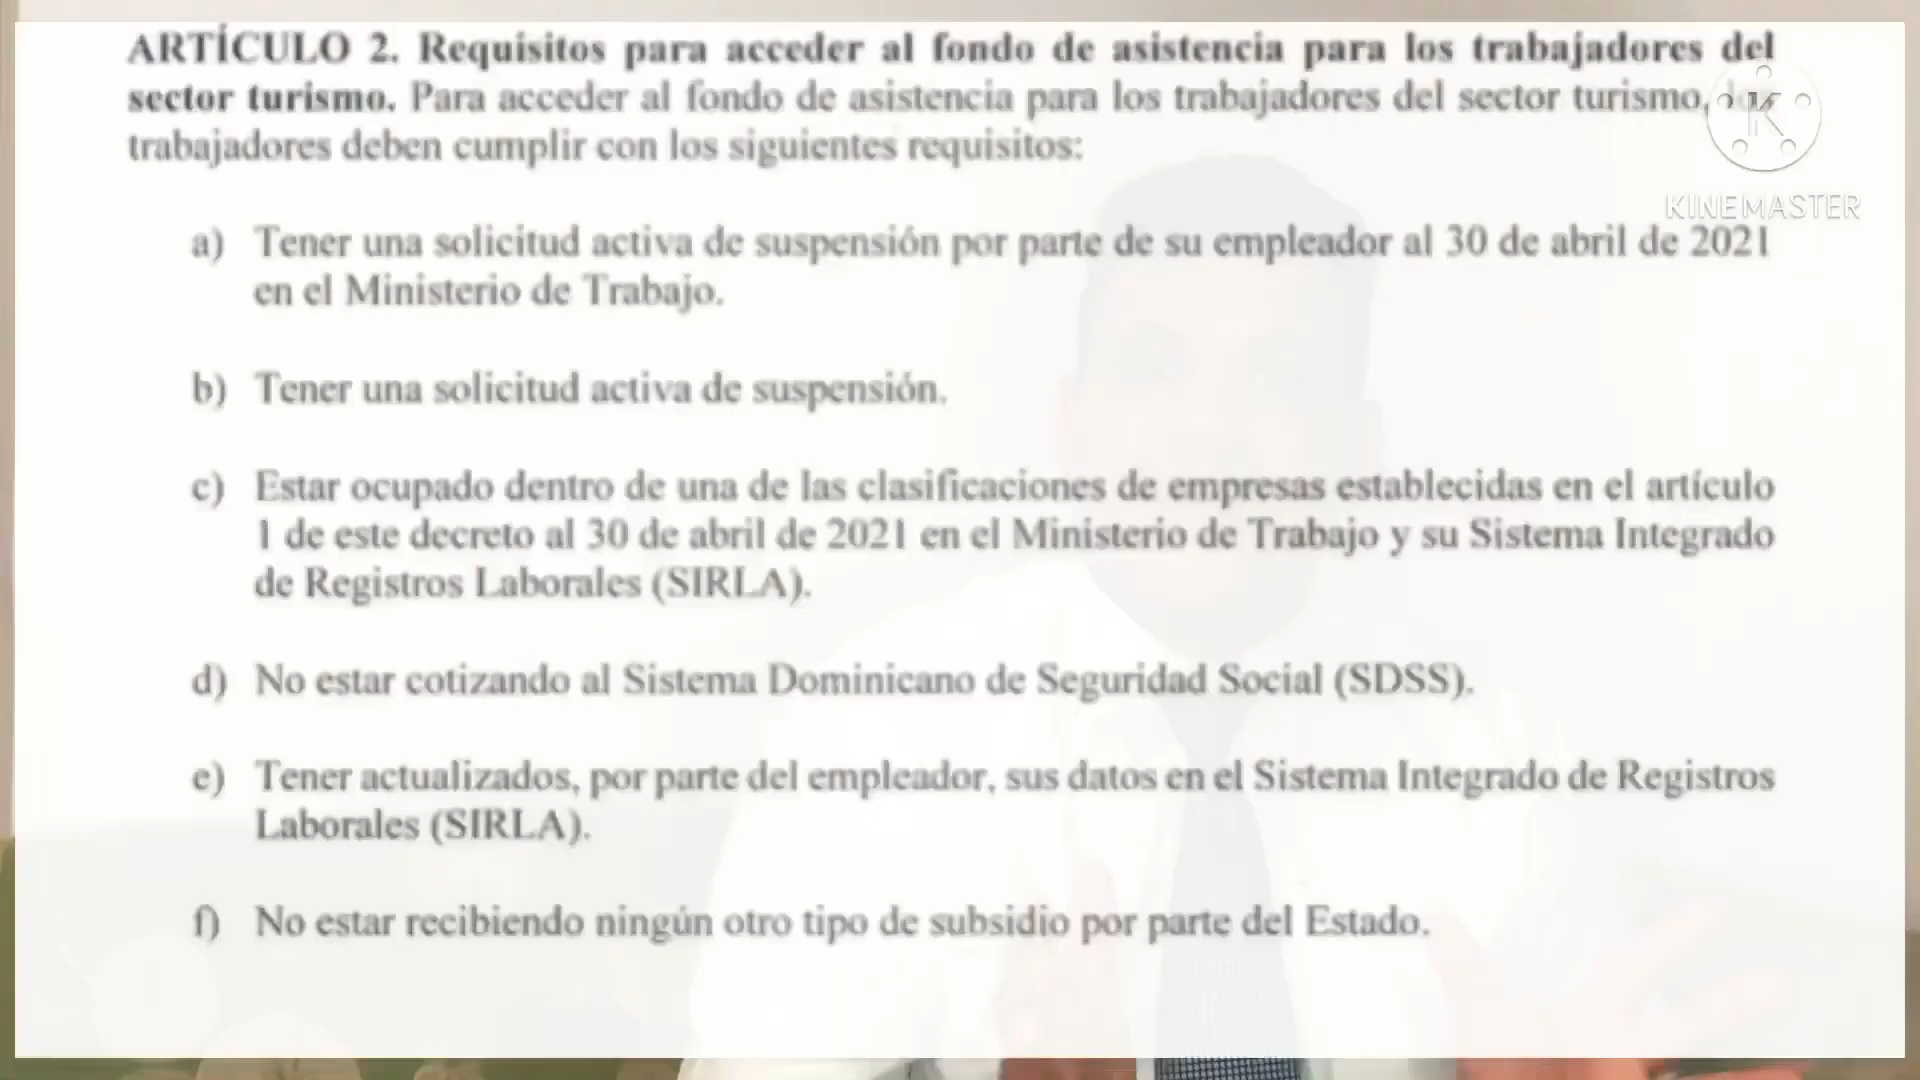 ARTÍCULO 2. Requisitos para acceder al fondo de asistencia para los trabajadores del
sector turismo. Para acceder al fondo de asistencia para los trabajadores del sector turismo,
trabajadores deben cumplir con los siguientes requisitos:
K
KINEMASTER
a) Tener una solicitud activa de suspensión por parte de su empleador al 30 de abril de 2021
en el Ministerio de Trabajo.
b) Tener una solicitud activa de suspensión.
c) Estar ocupado dentro de una de las clasificaciones de empresas establecidas en el artículo
1 de este decreto al 30 de abril de 2021 en el Ministerio de Trabajo y su Sistema Integrado
de Registros Laborales (SIRLA).
d) No estar cotizando al Sistema Dominicano de Seguridad Social (SDSS).
e) Tener actualizados, por parte del empleador, sus datos en el Sistema Integrado de Registros
Laborales (SIRLA).
f) No estar recibiendo ningún otro tipo de subsidio por parte del Estado.